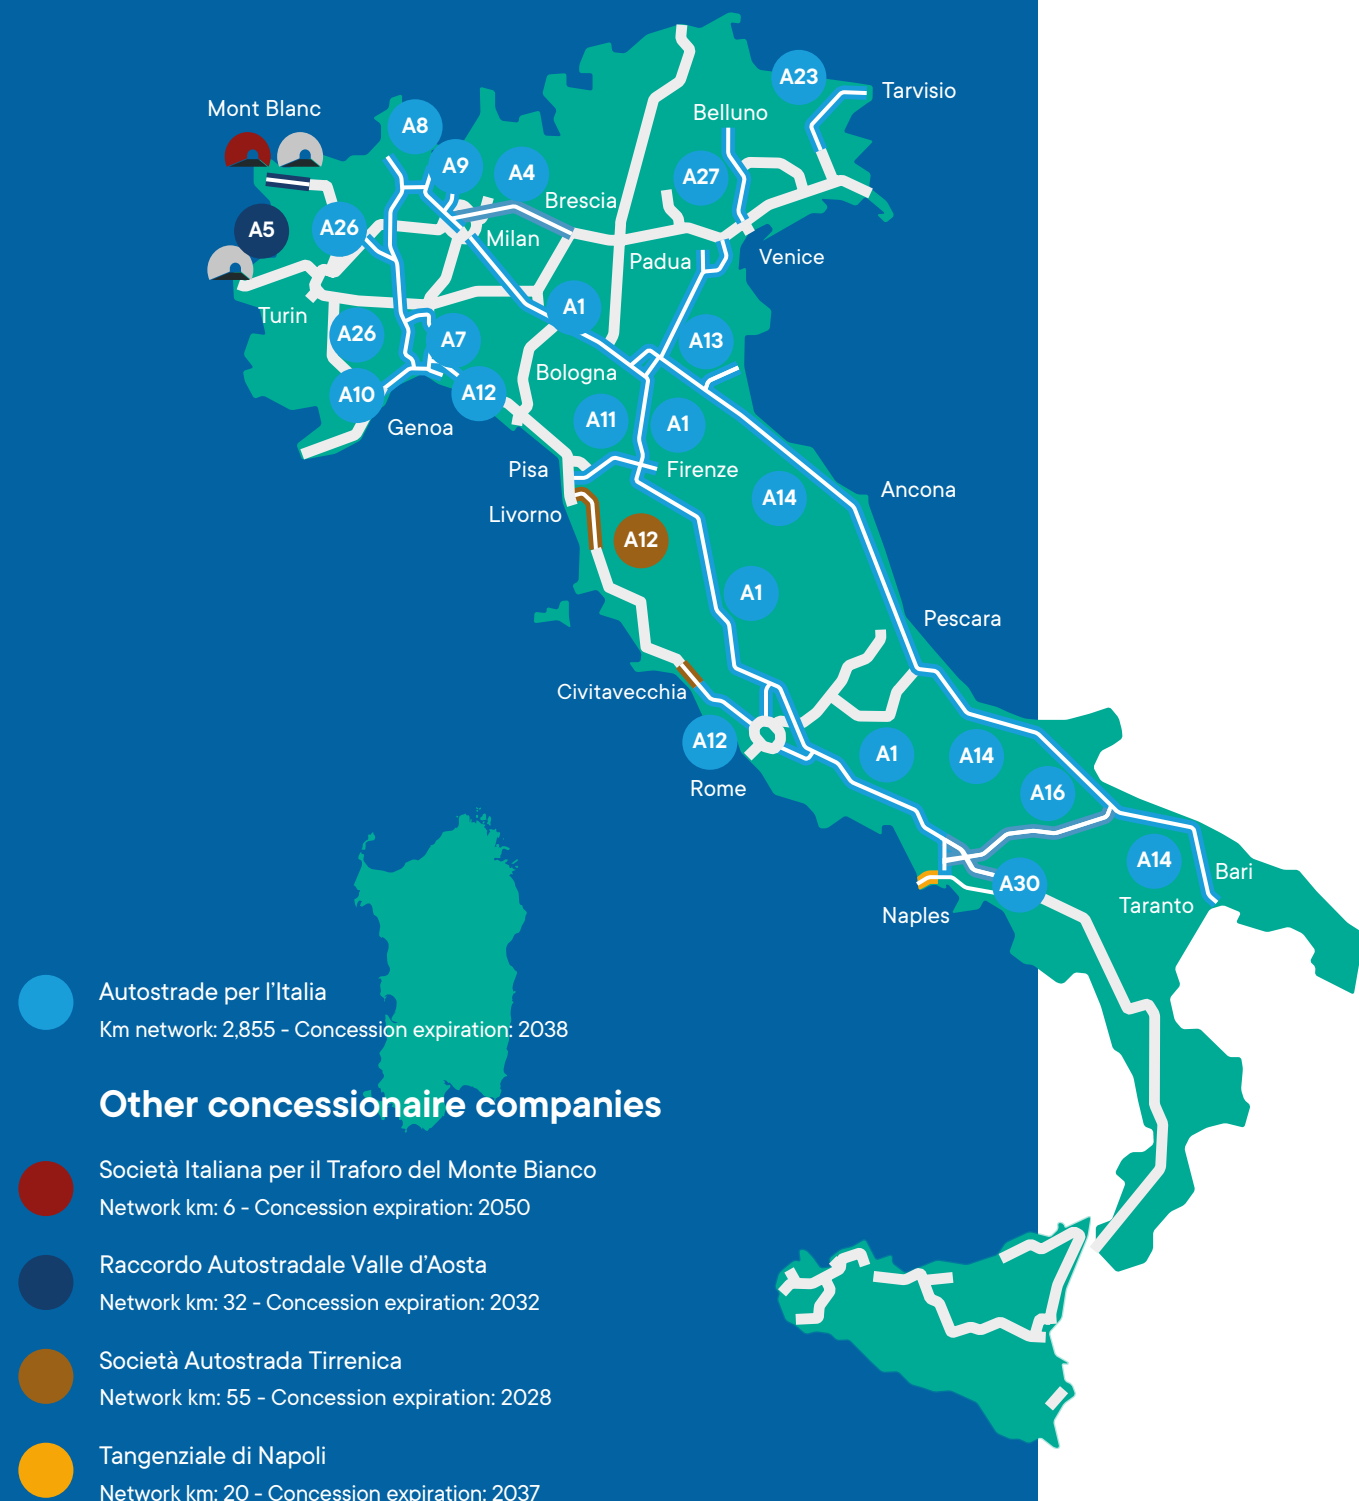 A23
Tarvisio
Mont Blanc
Belluno
A8
A9
A4
A27
Brescia
A5
A26
Milan
Padua
Venice
Turin
A1
A26
A7
A13
Bologna
A10
A12
Genoa
A11
A1
Pisa
Firenze
Livorno
A14
Ancona
A12
A1
Pescara
Civitavecchia
A12
A1
A14
Rome
A16
A14
Bari
A30
Taranto
Naples
Autostrade per l'Italia
Km network: 2,855 - Concession expiration: 2038
Other concessionaire companies
Società Italiana per il Traforo del Monte Bianco
Network km: 6 - Concession expiration: 2050
Raccordo Autostradale Valle d'Aosta
Network km: 32 - Concession expiration: 2032
Società Autostrada Tirrenica
Network km: 55 - Concession expiration: 2028
Tangenziale di Napoli
Network km: 20 - Concession expiration: 2037